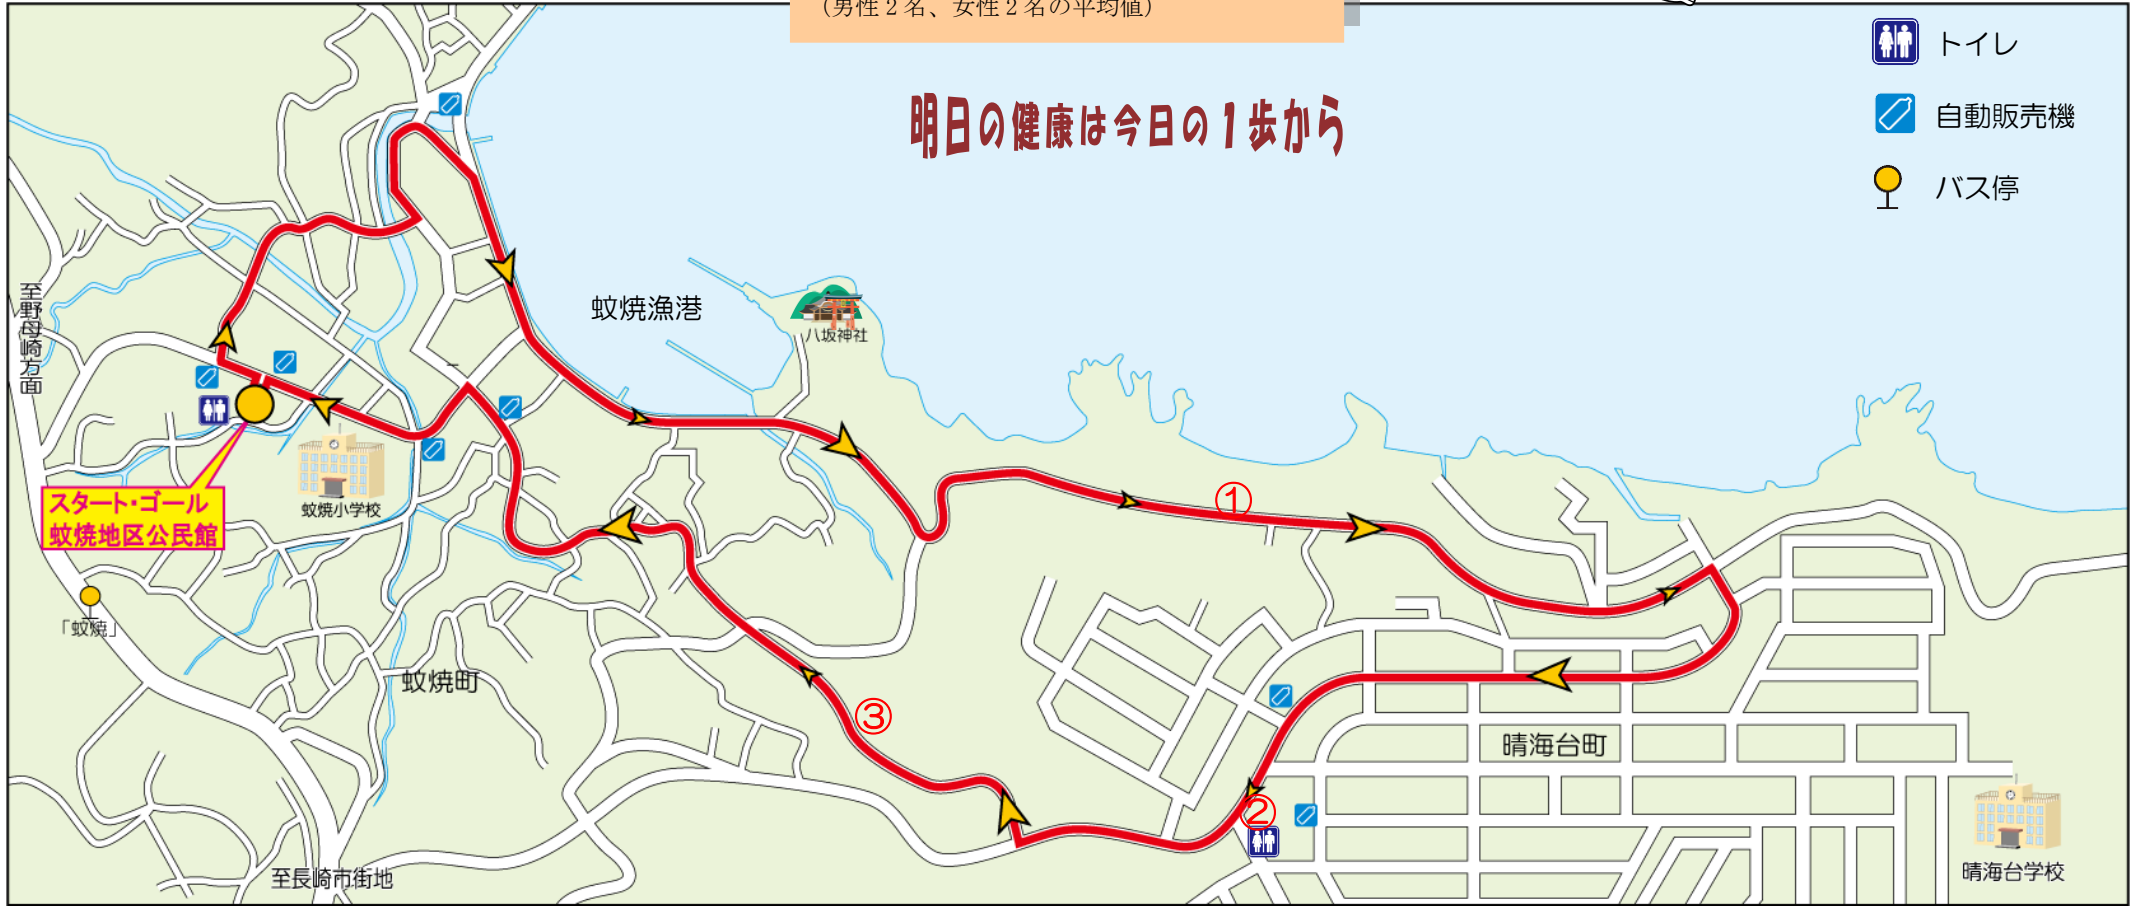 （男性２名、女性２名の平均値）
トイレ
自動販売機
バス停
明日の健康は今日の１歩から
至野母崎方面
蚊焼漁港
八坂神社
スタート・ゴール
蚊焼地区公民館
蚊焼小学校
①
「蚊焼」
蚊焼町
③
晴海台町
②
晴海台学校
至長崎市街地